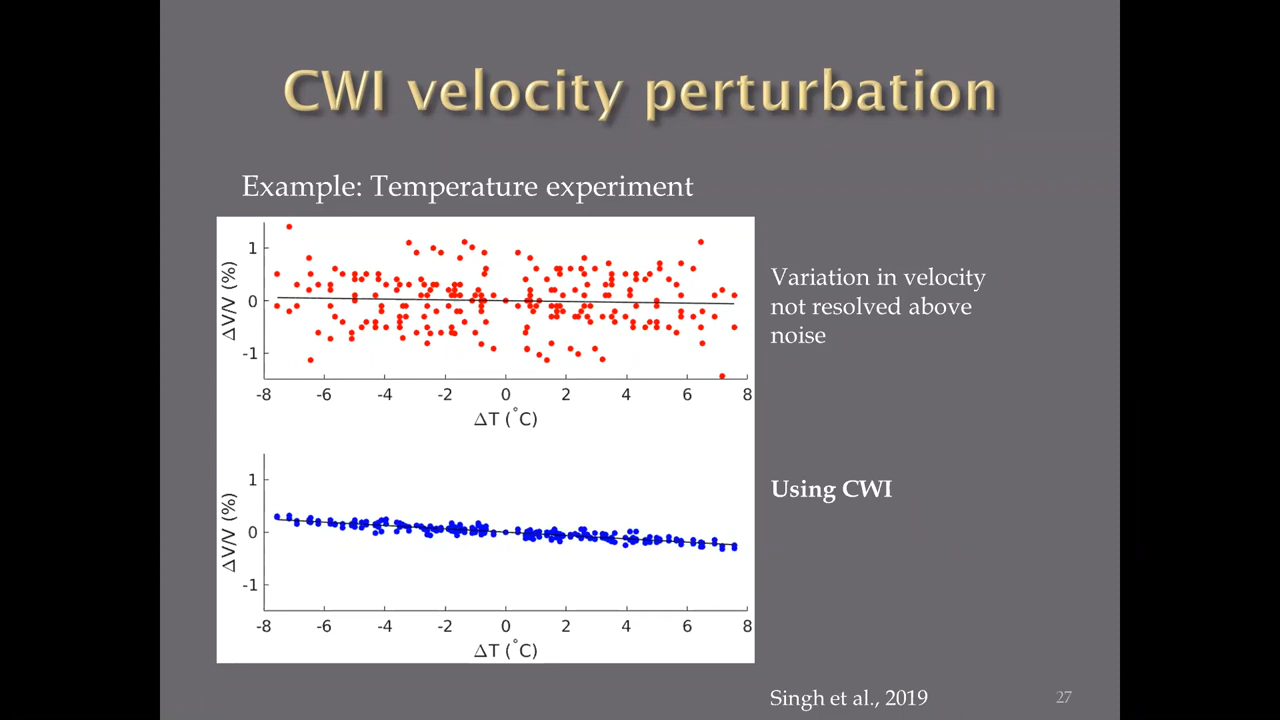 CWI velocity perturbation
Example: Temperature experiment
1
0
-1
ΔV/V (%)
-8 -6 -4 -2 0 2 4 6 8
ΔT (°C)
Variation in velocity
not resolved above
noise
1
0
-1
ΔV/V (%)
-8 -6 -4 -2 0 2 4 6 8
ΔT (°C)
Using CWI
Singh et al., 2019
27